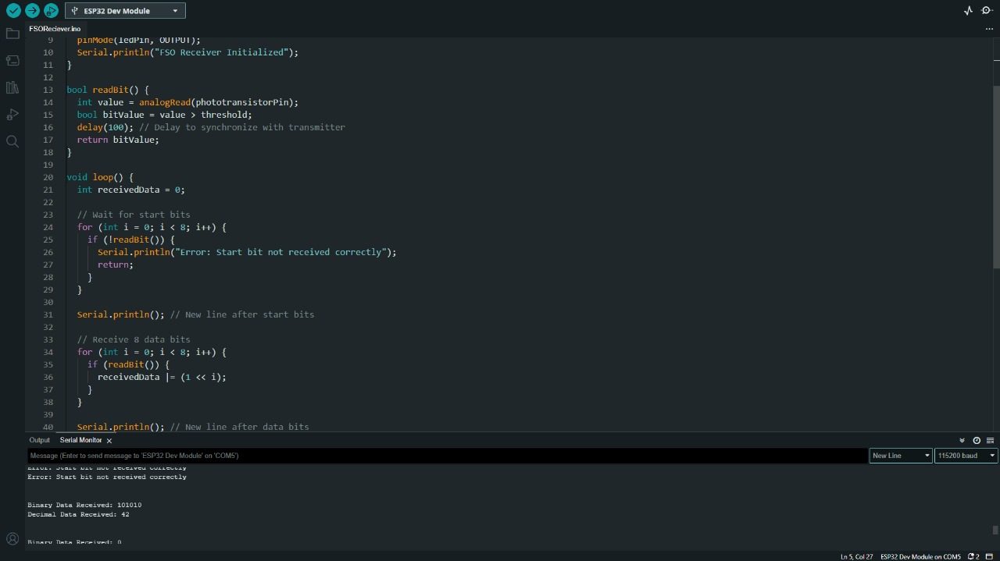 ESP32 Dev Module
FSOReciever.ino
9 pinMode(ledPin, OUTPUT);
10 Serial.println("FSO Receiver Initialized");
11 }
12
13 bool readBit() {
14 int value = analogRead(phototransistorPin);
15 bool bitValue = value > threshold;
16 delay(100); // Delay to synchronize with transmitter
17 return bitValue;
18 }
19
20 void loop() {
21 int receivedData = 0;
22
23 // Wait for start bits
24 for (int i = 0; i < 8; i++) {
25 if (!readBit()) {
26 Serial.println("Error: Start bit not received correctly");
27 return;
28 }
29 }
30
31 Serial.println(); // New line after start bits
32
33 // Receive 8 data bits
34 for (int i = 0; i < 8; i++) {
35 if (readBit()) {
36 receivedData |= (1 << i);
37 }
38 }
39
40 Serial.println(); // New line after data bits
Output Serial Monitor
Message (Enter to send message to 'ESP32 Dev Module' on 'COM5') New Line 115200 baud
Error: Start bit not received correctly
Error: Start bit not received correctly
Binary Data Received: 101010
Decimal Data Received: 42
Binary Data Received: 0
Ln 5, Col 27 ESP32 Dev Module on COM5 2